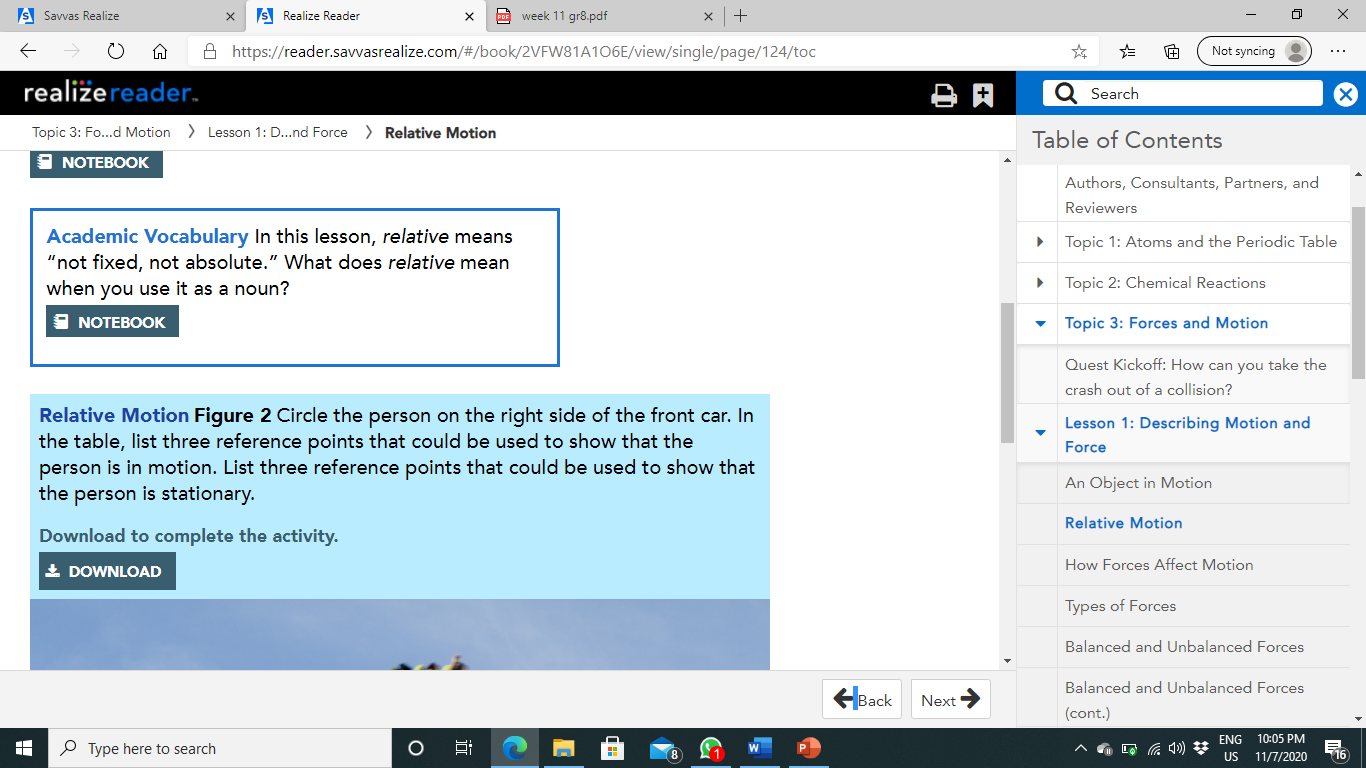 Savvas Realize
Realize Reader
week 11 gr8.pdf
https://reader.savvasrealize.com/#/book/2VFW81A1O6E/view/single/page/124/toc
Not syncing
realizereader
Search
Topic 3: Fo...d Motion
Lesson 1: D...nd Force
Relative Motion
NOTEBOOK
Academic Vocabulary In this lesson, relative means
“not fixed, not absolute.” What does relative mean
when you use it as a noun?
NOTEBOOK
Relative Motion Figure 2 Circle the person on the right side of the front car. In
the table, list three reference points that could be used to show that the
person is in motion. List three reference points that could be used to show that
the person is stationary.
Download to complete the activity.
DOWNLOAD
Back
Next
Table of Contents
Authors, Consultants, Partners, and
Reviewers
Topic 1: Atoms and the Periodic Table
Topic 2: Chemical Reactions
Topic 3: Forces and Motion
Quest Kickoff: How can you take the
crash out of a collision?
Lesson 1: Describing Motion and
Force
An Object in Motion
Relative Motion
How Forces Affect Motion
Types of Forces
Balanced and Unbalanced Forces
Balanced and Unbalanced Forces
(cont.)
Type here to search
8
1
ENG
US
10:05 PM
11/7/2020
16